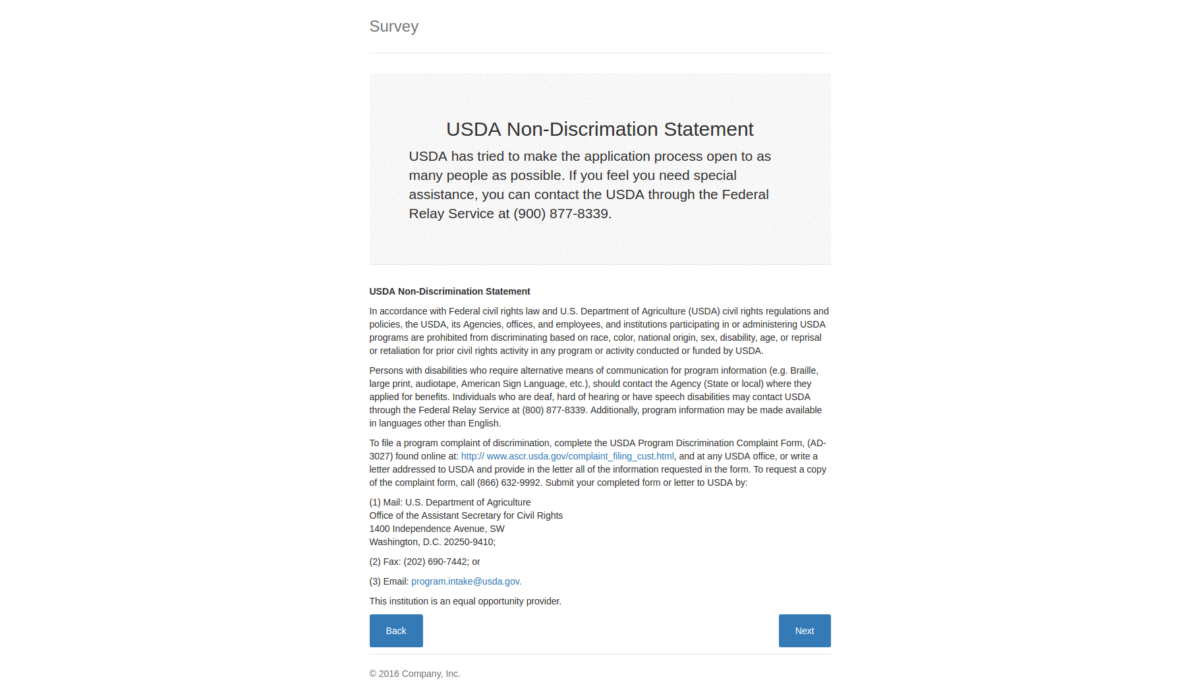 Survey
USDA Non-Discrimation Statement
USDA has tried to make the application process open to as
many people as possible. If you feel you need special
assistance, you can contact the USDA through the Federal
Relay Service at (900) 877-8339.
USDA Non-Discrimination Statement
In accordance with Federal civil rights law and U.S. Department of Agriculture (USDA) civil rights regulations and
policies, the USDA, its Agencies, offices, and employees, and institutions participating in or administering USDA
programs are prohibited from discriminating based on race, color, national origin, sex, disability, age, or reprisal
or retaliation for prior civil rights activity in any program or activity conducted or funded by USDA.
Persons with disabilities who require alternative means of communication for program information (e.g. Braille,
large print, audiotape, American Sign Language, etc.), should contact the Agency (State or local) where they
applied for benefits. Individuals who are deaf, hard of hearing or have speech disabilities may contact USDA
through the Federal Relay Service at (800) 877-8339. Additionally, program information may be made available
in languages other than English.
To file a program complaint of discrimination, complete the USDA Program Discrimination Complaint Form, (AD-
3027) found online at: http:// www.ascr.usda.gov/complaint_filing_cust.html, and at any USDA office, or write a
letter addressed to USDA and provide in the letter all of the information requested in the form. To request a copy
of the complaint form, call (866) 632-9992. Submit your completed form or letter to USDA by:
(1) Mail: U.S. Department of Agriculture
Office of the Assistant Secretary for Civil Rights
1400 Independence Avenue, SW
Washington, D.C. 20250-9410;
(2) Fax: (202) 690-7442; or
(3) Email: program.intake@usda.gov.
This institution is an equal opportunity provider.
Back
Next
© 2016 Company, Inc.